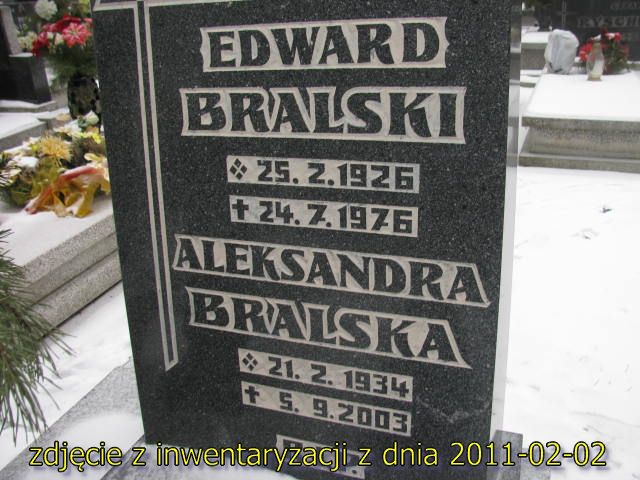 EDWARD
BRALSKI
❖ 25.2.1926
✝ 24.7.1976
ALEKSANDRA
BRALSKA
❖ 21.2.1934
✝ 5.9.2003
zdjęcie z inwentaryzacji z dnia 2011-02-02